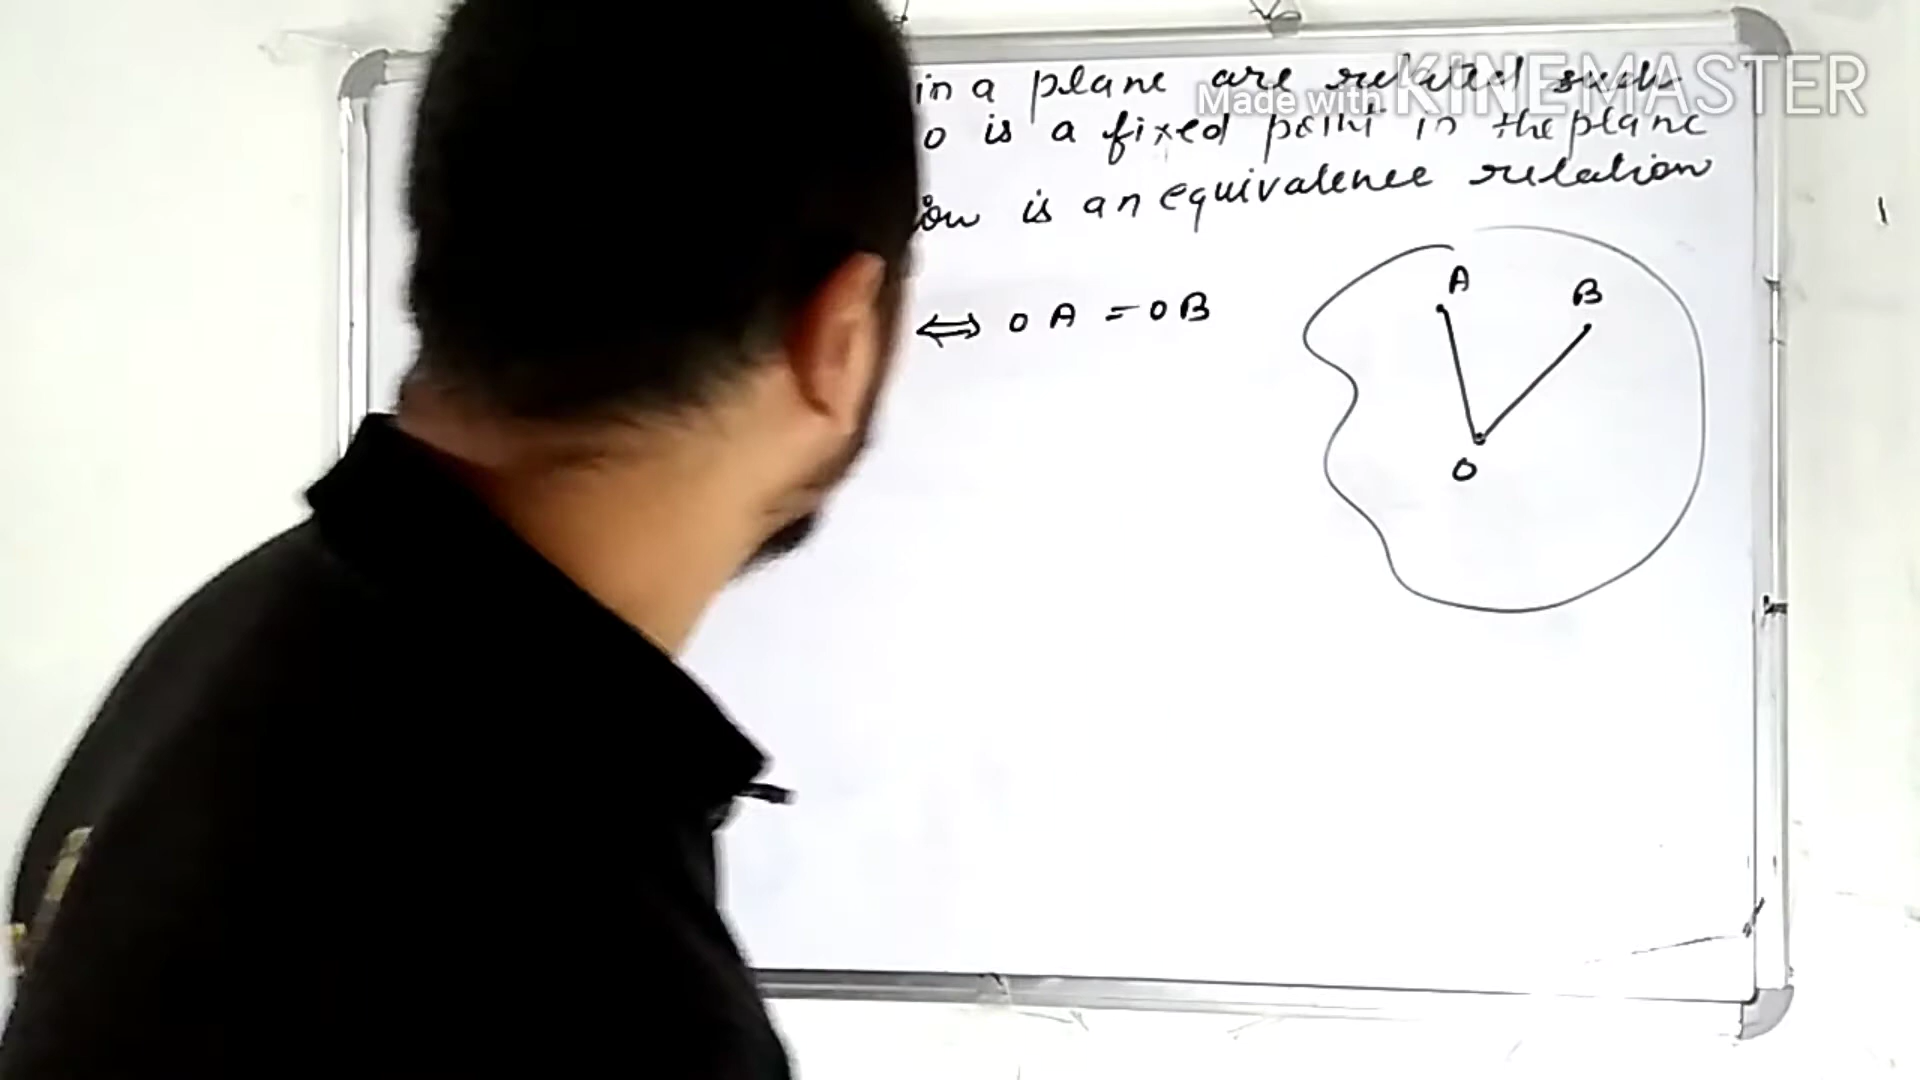 in a plane are related such
Made with KINEMASTER
o is a fixed point in the plane
is an equivalence relation
⇔ OA = OB
A
B
O